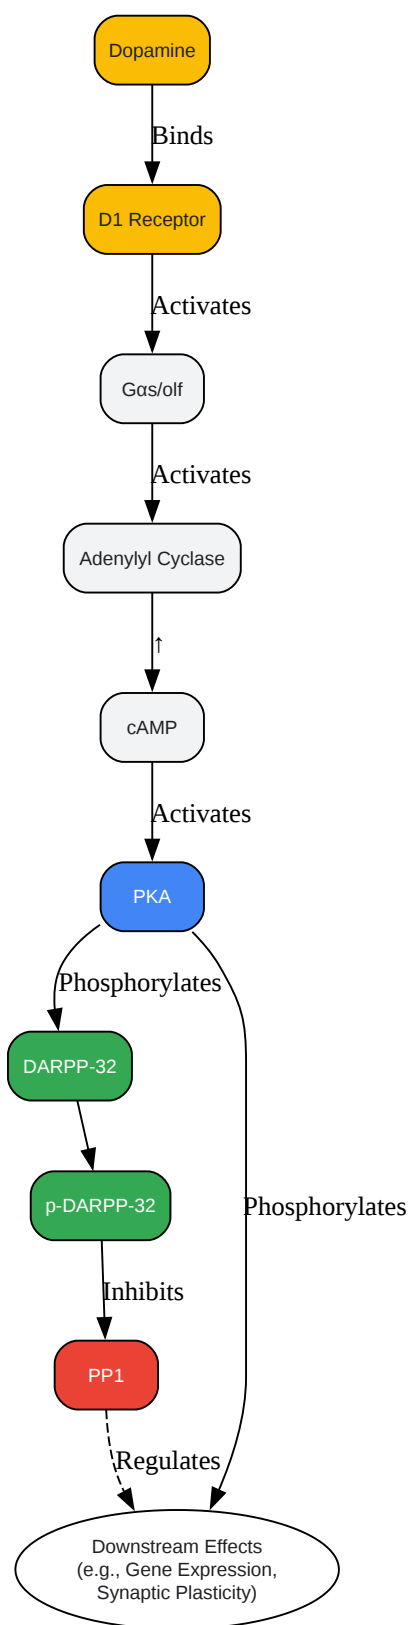 Dopamine
Binds
D1 Receptor
Activates
Gαs/olf
Activates
Adenylyl Cyclase
↑
cAMP
Activates
PKA
Phosphorylates
DARPP-32
p-DARPP-32
Phosphorylates
Inhibits
PP1
Regulates
Downstream Effects
(e.g., Gene Expression,
Synaptic Plasticity)